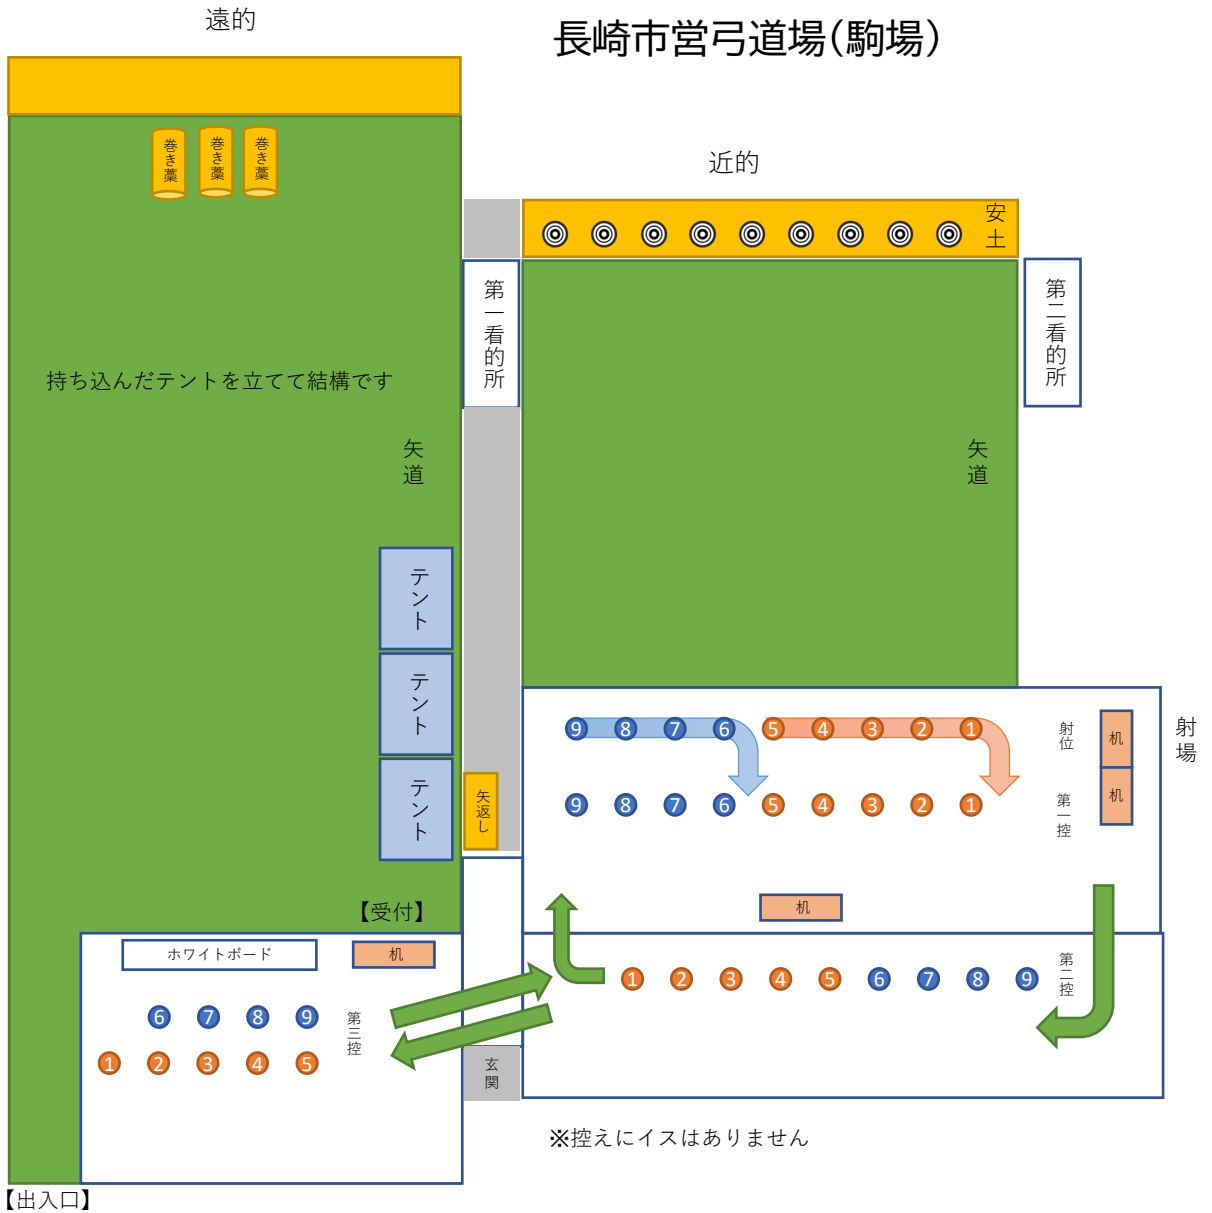 長崎市営弓道場(駒場)
遠的
巻き藁
巻き藁
巻き藁
近的
安土
第一看的所
第二看的所
持ち込んだテントを立てて結構です
矢道
矢道
テント
テント
テント
矢返し
9 8 7 6 5 4 3 2 1
射位
机
射場
9 8 7 6 5 4 3 2 1
第一控
机
机
【受付】
ホワイトボード
机
1 2 3 4 5 6 7 8 9
第二控
6 7 8 9
第三控
1 2 3 4 5
玄関
※控えにイスはありません
【出入口】